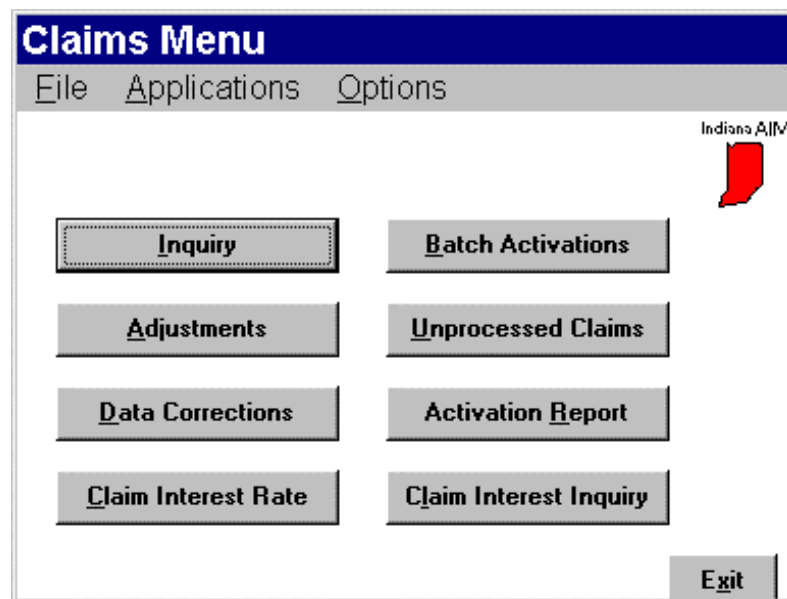 Claims Menu
File Applications Options
Indiana AIM
Inquiry Batch Activations
Adjustments Unprocessed Claims
Data Corrections Activation Report
Claim Interest Rate Claim Interest Inquiry
Exit